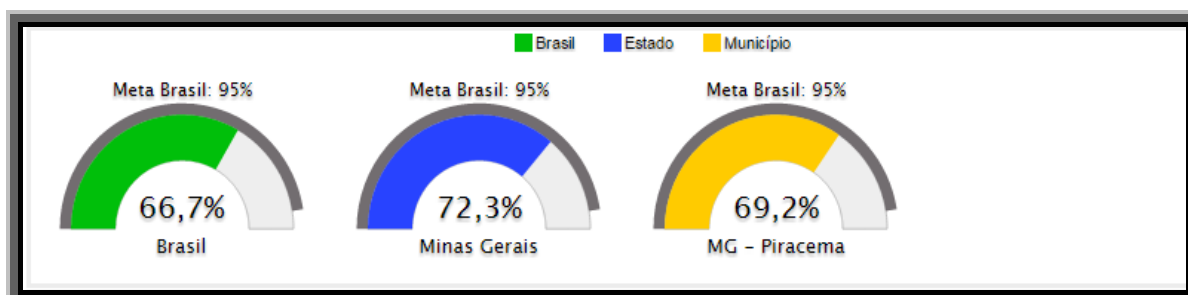 Brasil Estado Município
Meta Brasil: 95% Meta Brasil: 95% Meta Brasil: 95%
66,7% 72,3% 69,2%
Brasil Minas Gerais MG - Piracema